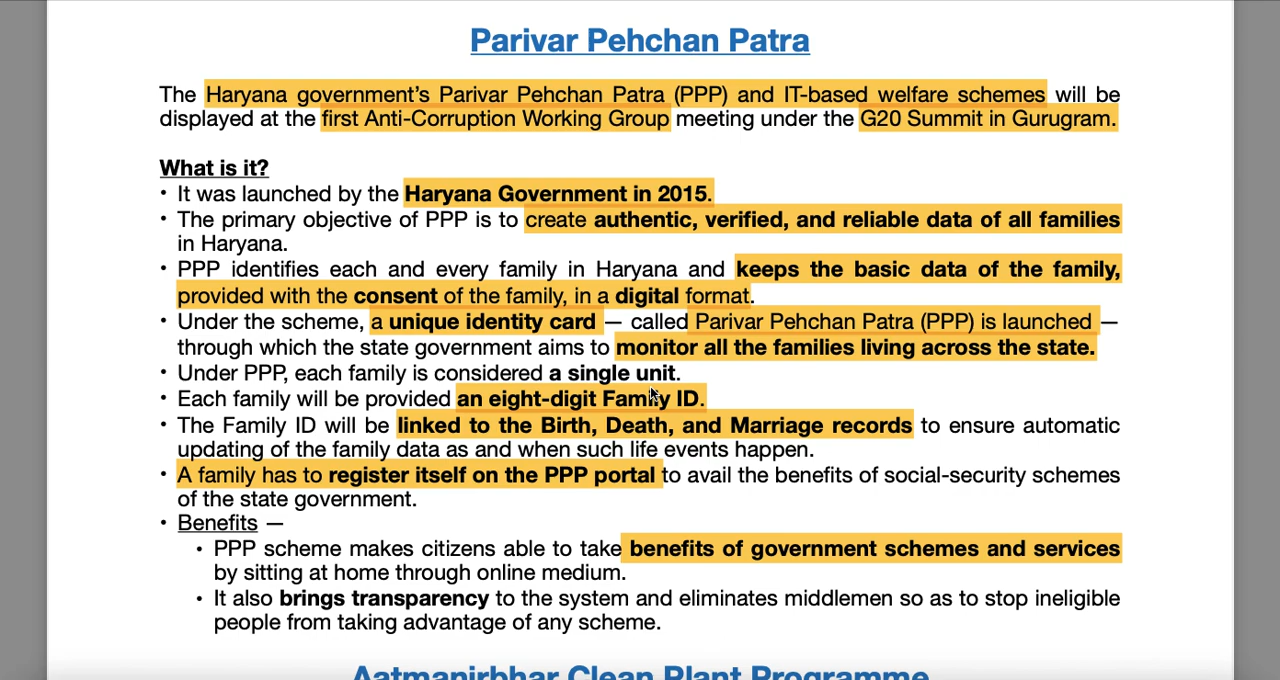 Parivar Pehchan Patra
The Haryana government’s Parivar Pehchan Patra (PPP) and IT-based welfare schemes will be
displayed at the first Anti-Corruption Working Group meeting under the G20 Summit in Gurugram.
What is it?
• It was launched by the Haryana Government in 2015.
• The primary objective of PPP is to create authentic, verified, and reliable data of all families
in Haryana.
• PPP identifies each and every family in Haryana and keeps the basic data of the family,
provided with the consent of the family, in a digital format.
• Under the scheme, a unique identity card — called Parivar Pehchan Patra (PPP) is launched —
through which the state government aims to monitor all the families living across the state.
• Under PPP, each family is considered a single unit.
• Each family will be provided an eight-digit Family ID.
• The Family ID will be linked to the Birth, Death, and Marriage records to ensure automatic
updating of the family data as and when such life events happen.
• A family has to register itself on the PPP portal to avail the benefits of social-security schemes
of the state government.
• Benefits —
• PPP scheme makes citizens able to take benefits of government schemes and services
by sitting at home through online medium.
• It also brings transparency to the system and eliminates middlemen so as to stop ineligible
people from taking advantage of any scheme.
Aatmanirbhar Clean Plant Programme